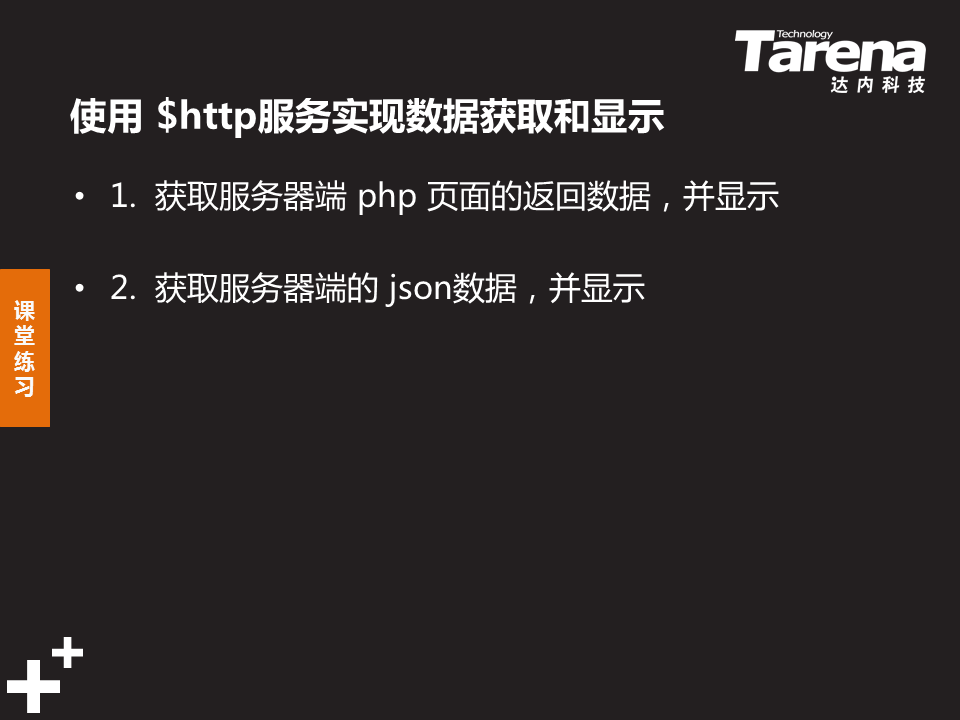 Technology
Tarena
达内科技
使用 $http服务实现数据获取和显示
• 1. 获取服务器端 php 页面的返回数据，并显示
• 2. 获取服务器端的 json数据，并显示
课
堂
练
习